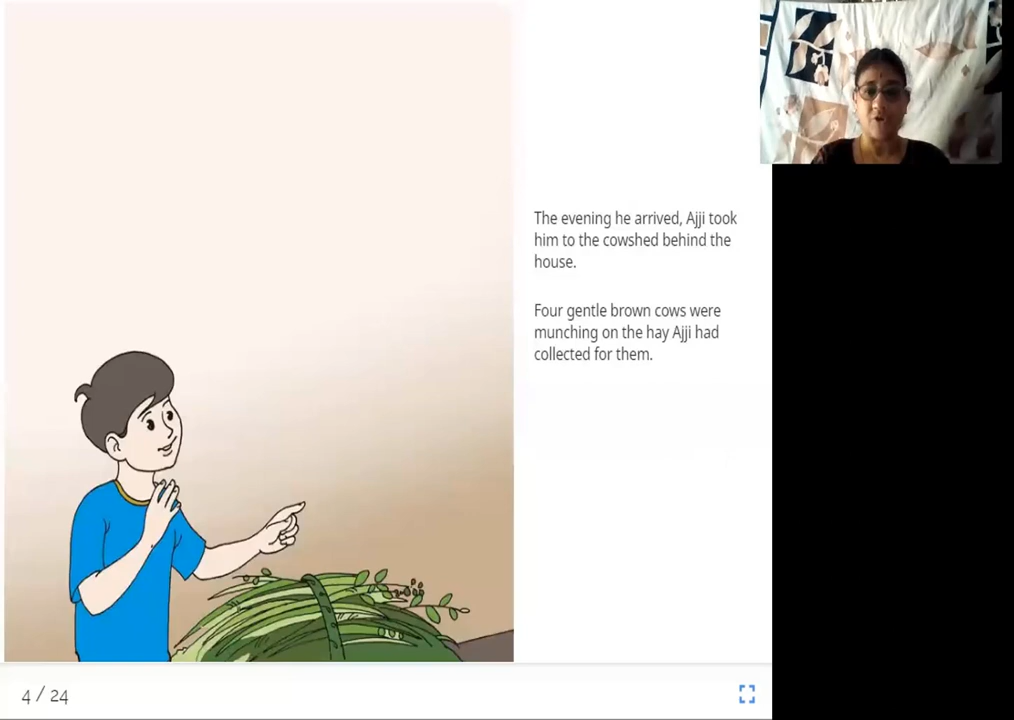 The evening he arrived, Ajji took
him to the cowshed behind the
house.
Four gentle brown cows were
munching on the hay Ajji had
collected for them.
4 / 24